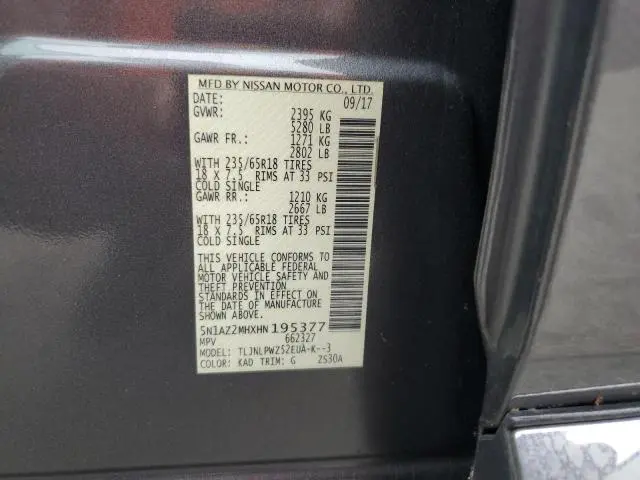 MFD BY NISSAN MOTOR CO., LTD.
DATE: 09/17
GVWR: 2395 KG
5280 LB
GAWR FR.: 1271 KG
2802 LB
WITH 235/65R18 TIRES
18 X 7.5 RIMS AT 33 PSI
COLD SINGLE
GAWR RR.: 1210 KG
2667 LB
WITH 235/65R18 TIRES
18 X 7.5 RIMS AT 33 PSI
COLD SINGLE
THIS VEHICLE CONFORMS TO
ALL APPLICABLE FEDERAL
MOTOR VEHICLE SAFETY AND
THEFT PREVENTION
STANDARDS IN EFFECT ON THE
DATE OF MANUFACTURE SHOWN
ABOVE.
5N1AZ2MHXHN195377
MPV 662327
MODEL: TLJNLPWZ52EUA-K--3
COLOR: KAD TRIM: G ZS30A